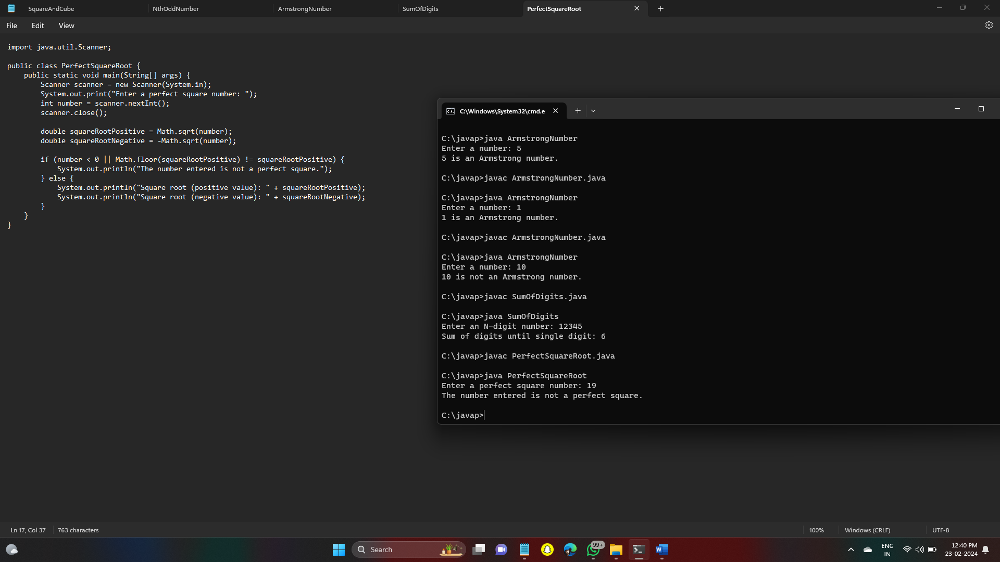 SquareAndCube
NthOddNumber
ArmstrongNumber
SumOfDigits
PerfectSquareRoot
File
Edit
View
import java.util.Scanner;
public class PerfectSquareRoot {
public static void main(String[] args) {
Scanner scanner = new Scanner(System.in);
System.out.print("Enter a perfect square number: ");
int number = scanner.nextInt();
scanner.close();
double squareRootPositive = Math.sqrt(number);
double squareRootNegative = -Math.sqrt(number);
if (number < 0 || Math.floor(squareRootPositive) != squareRootPositive) {
System.out.println("The number entered is not a perfect square.");
} else {
System.out.println("Square root (positive value): " + squareRootPositive);
System.out.println("Square root (negative value): " + squareRootNegative);
}
}
}
C:\Windows\System32\cmd.e
C:\javap>java ArmstrongNumber
Enter a number: 5
5 is an Armstrong number.
C:\javap>javac ArmstrongNumber.java
C:\javap>java ArmstrongNumber
Enter a number: 1
1 is an Armstrong number.
C:\javap>javac ArmstrongNumber.java
C:\javap>java ArmstrongNumber
Enter a number: 10
10 is not an Armstrong number.
C:\javap>javac SumOfDigits.java
C:\javap>java SumOfDigits
Enter an N-digit number: 12345
Sum of digits until single digit: 6
C:\javap>javac PerfectSquareRoot.java
C:\javap>java PerfectSquareRoot
Enter a perfect square number: 19
The number entered is not a perfect square.
C:\javap>
Ln 17, Col 37
763 characters
100%
Windows (CRLF)
UTF-8
Search
99+
ENG
IN
12:40 PM
23-02-2024